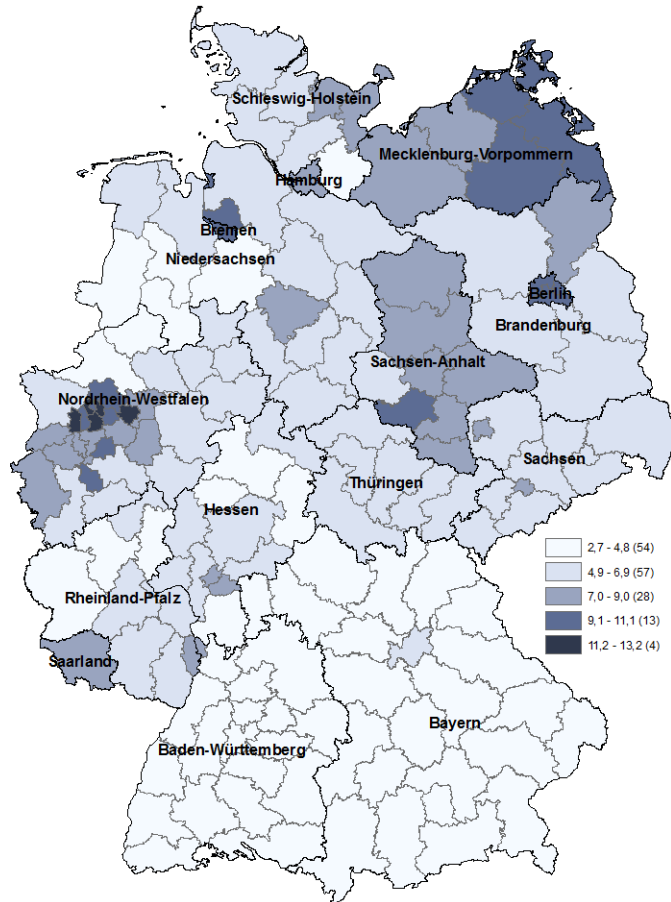 Schleswig-Holstein
Mecklenburg-Vorpommern
Hamburg
Bremen
Niedersachsen
Berlin
Brandenburg
Sachsen-Anhalt
Nordrhein-Westfalen
Sachsen
Thüringen
Hessen
2,7 - 4,8 (54)
4,9 - 6,9 (57)
7,0 - 9,0 (28)
9,1 - 11,1 (13)
11,2 - 13,2 (4)
Rheinland-Pfalz
Saarland
Bayern
Baden-Württemberg